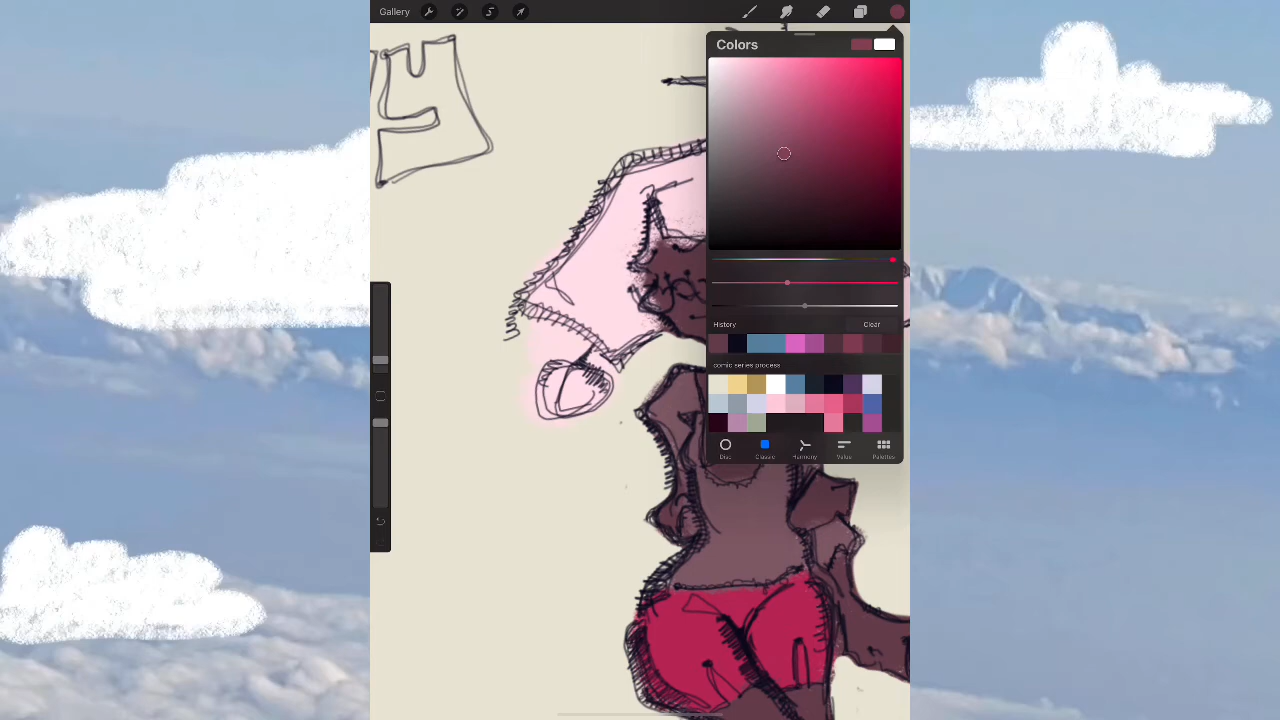 Gallery
Colors
History
Clear
comic series process
Disc
Classic
Harmony
Value
Palettes